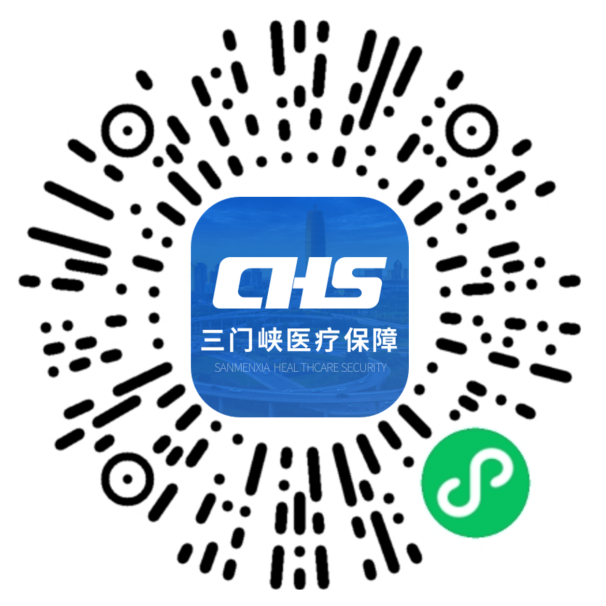 CHS
三门峡医疗保障
SANMENXIA HEALTHCARE SECURITY